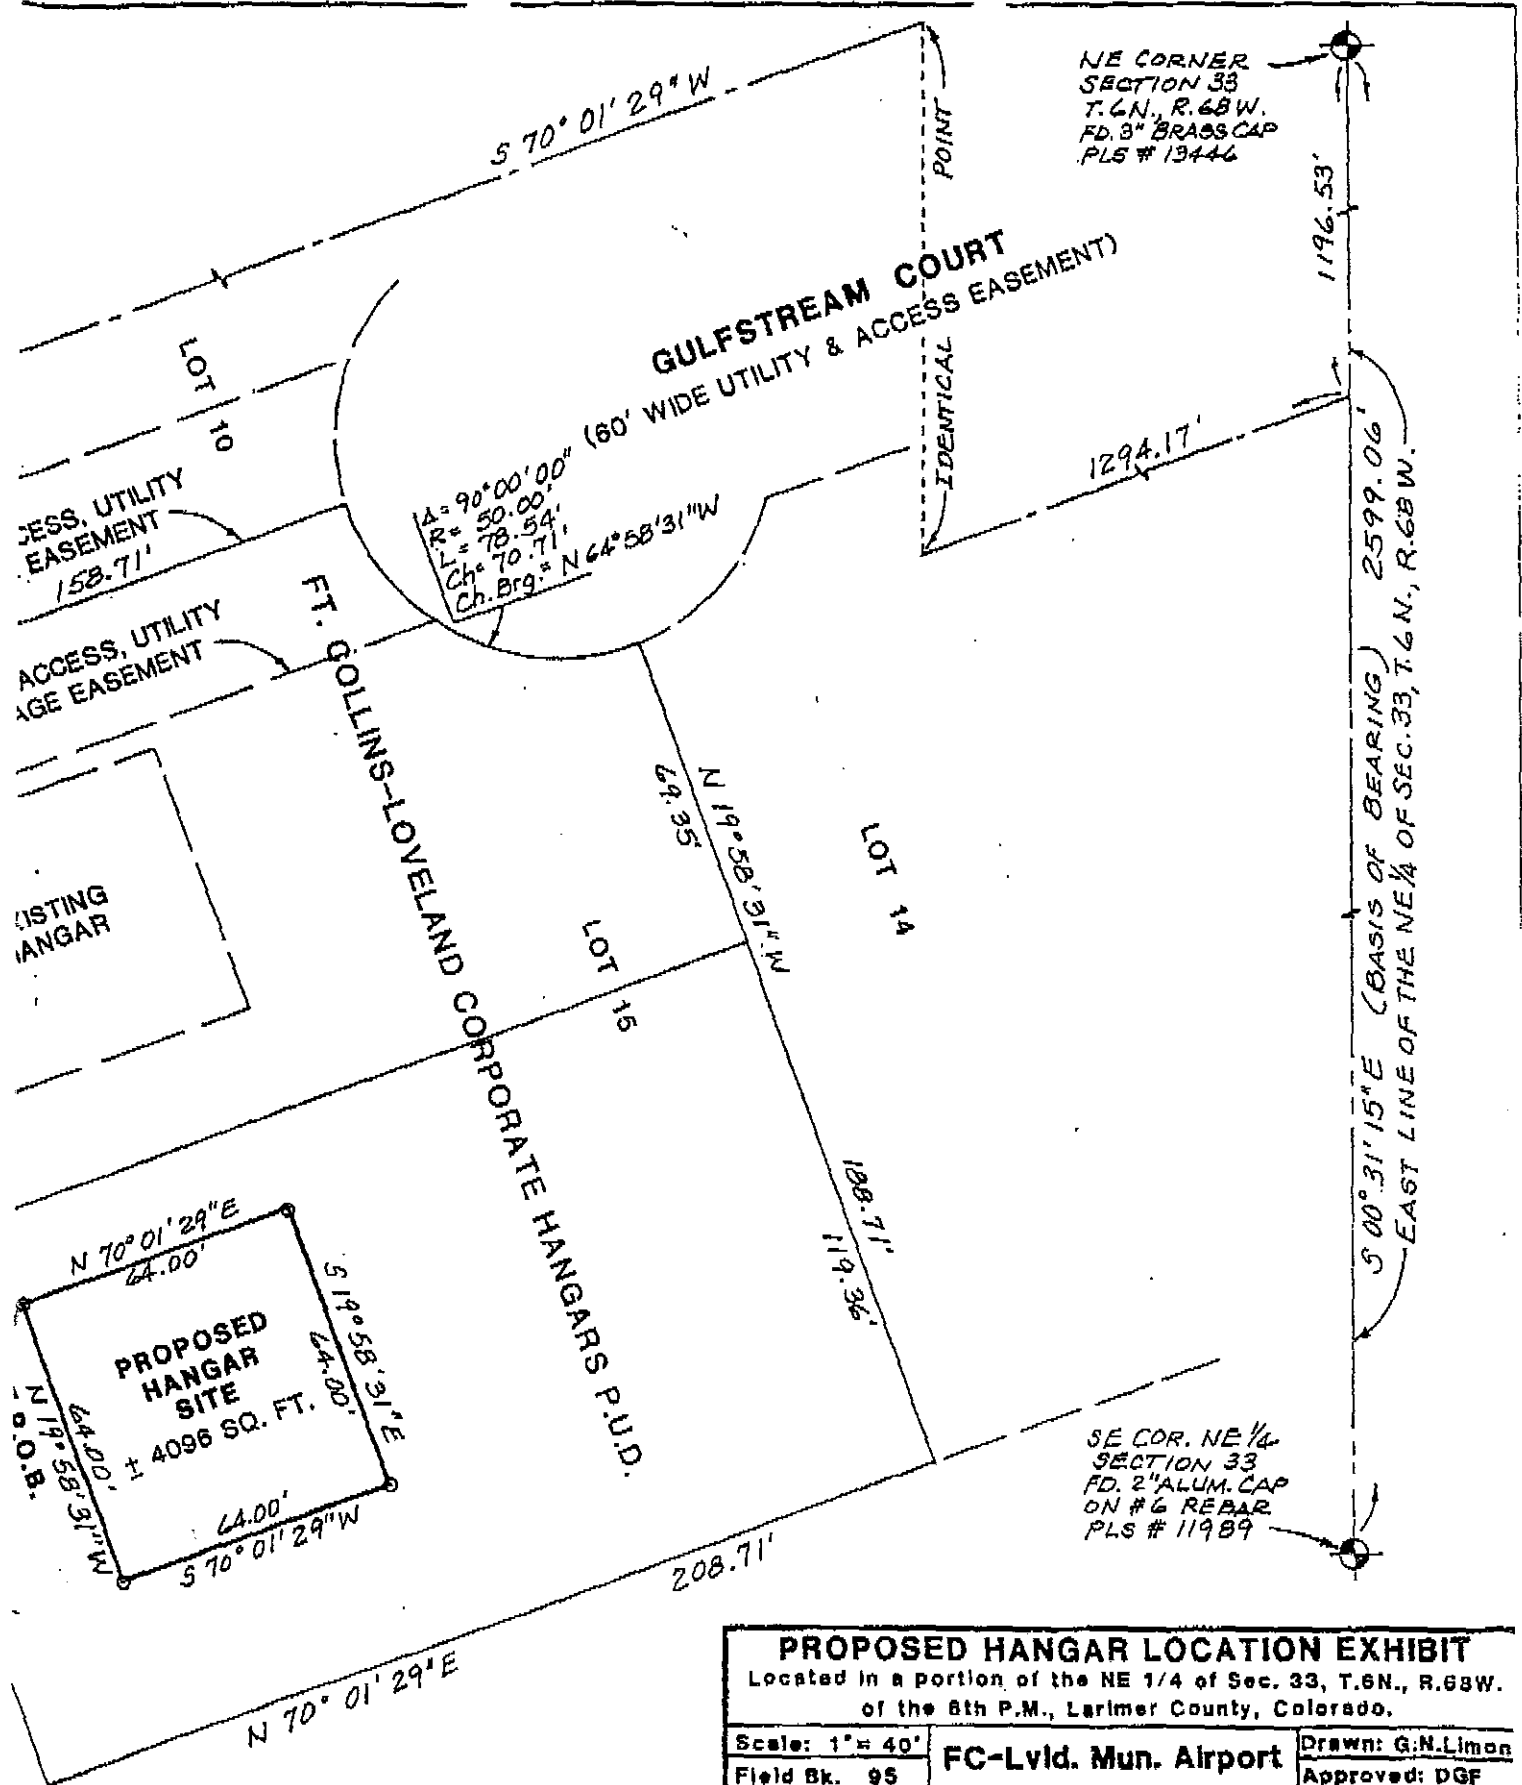 S 70° 01' 29" W
POINT
IDENTICAL
NE CORNER
SECTION 33
T.6N., R.68W.
FD. 3" BRASS CAP
PLS # 13446
1196.53'
GULFSTREAM COURT
(60' WIDE UTILITY & ACCESS EASEMENT)
LOT 10
Δ = 90°00'00"
R = 50.00'
L = 78.54'
Ch = 70.71'
Ch. Brg. = N 64°58'31"W
1294.17'
UTILITY
EASEMENT
158.71'
ACCESS, UTILITY
EASEMENT
FT. COLLINS-LOVELAND CORPORATE HANGARS P.U.D.
N 19°58'31"W
69.35'
LOT 14
LOT 15
S 00°31'15"E (BASIS OF BEARING) 2599.06'
EAST LINE OF THE NE¼ OF SEC. 33, T.6N., R.68W.
188.71'
119.36'
N 70° 01' 29"E
64.00'
S 19°58'31"E
64.00'
PROPOSED
HANGAR
SITE
± 4096 SQ. FT.
64.00'
N 19°58'31"W
64.00'
S 70° 01' 29"W
SE COR. NE ¼
SECTION 33
FD. 2" ALUM. CAP
ON #6 REBAR
PLS # 11989
208.71'
N 70° 01' 29"E
PROPOSED HANGAR LOCATION EXHIBIT
Located in a portion of the NE 1/4 of Sec. 33, T.6N., R.68W.
of the 6th P.M., Larimer County, Colorado.
Scale: 1" = 40'
FC-Lvld. Mun. Airport
Drawn: G.N.Limon
Field Bk. 95
Approved: DGF